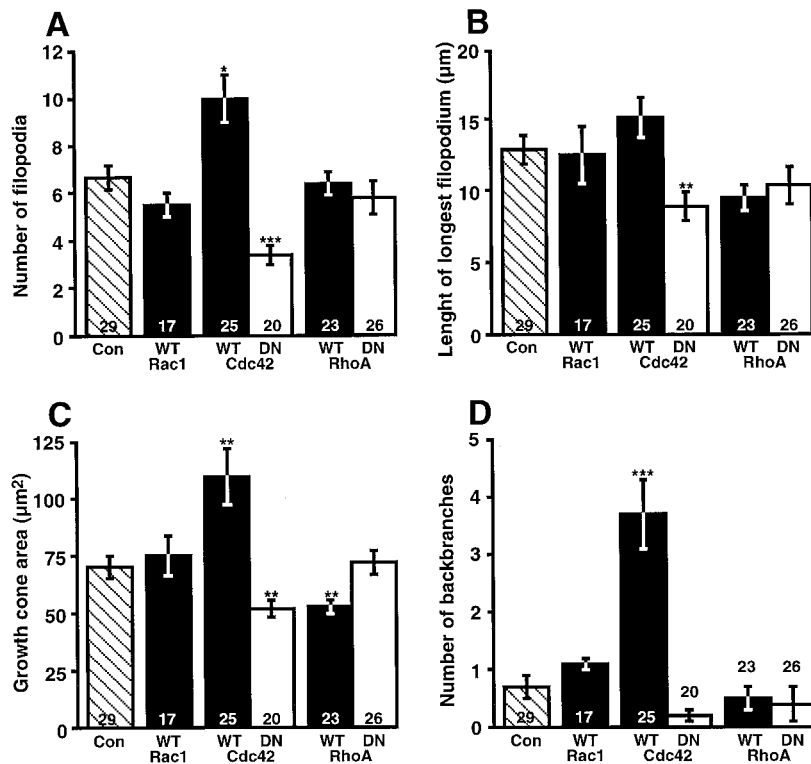 A
Number of filopodia
12
10
8
6
4
2
0
*
***
29 17 25 20 23 26
Con WT WT DN WT DN
Rac1 Cdc42 RhoA
B
Lenght of longest filopodium (µm)
20
15
10
5
0
**
29 17 25 20 23 26
Con WT WT DN WT DN
Rac1 Cdc42 RhoA
C
Growth cone area (µm²)
125
100
75
50
25
0
**
** **
29 17 25 20 23 26
Con WT WT DN WT DN
Rac1 Cdc42 RhoA
D
Number of backbranches
5
4
3
2
1
0
***
29 17 25 20 23 26
Con WT WT DN WT DN
Rac1 Cdc42 RhoA